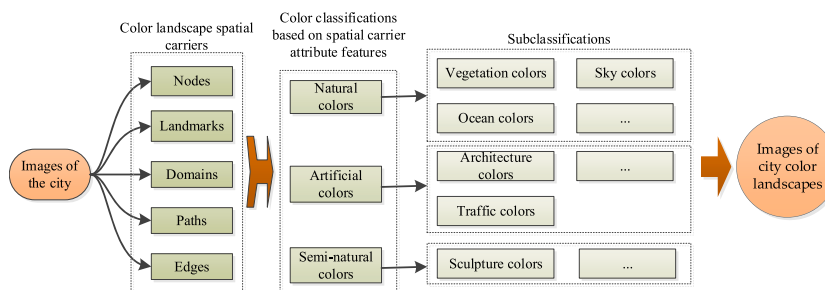 Color landscape spatial
carriers
Color classifications
based on spatial carrier
attribute features
Subclassifications
Images of
the city
Nodes
Landmarks
Domains
Paths
Edges
Natural
colors
Artificial
colors
Semi-natural
colors
Vegetation colors
Sky colors
Ocean colors
...
Architecture
colors
...
Traffic colors
Sculpture colors
...
Images of
city color
landscapes